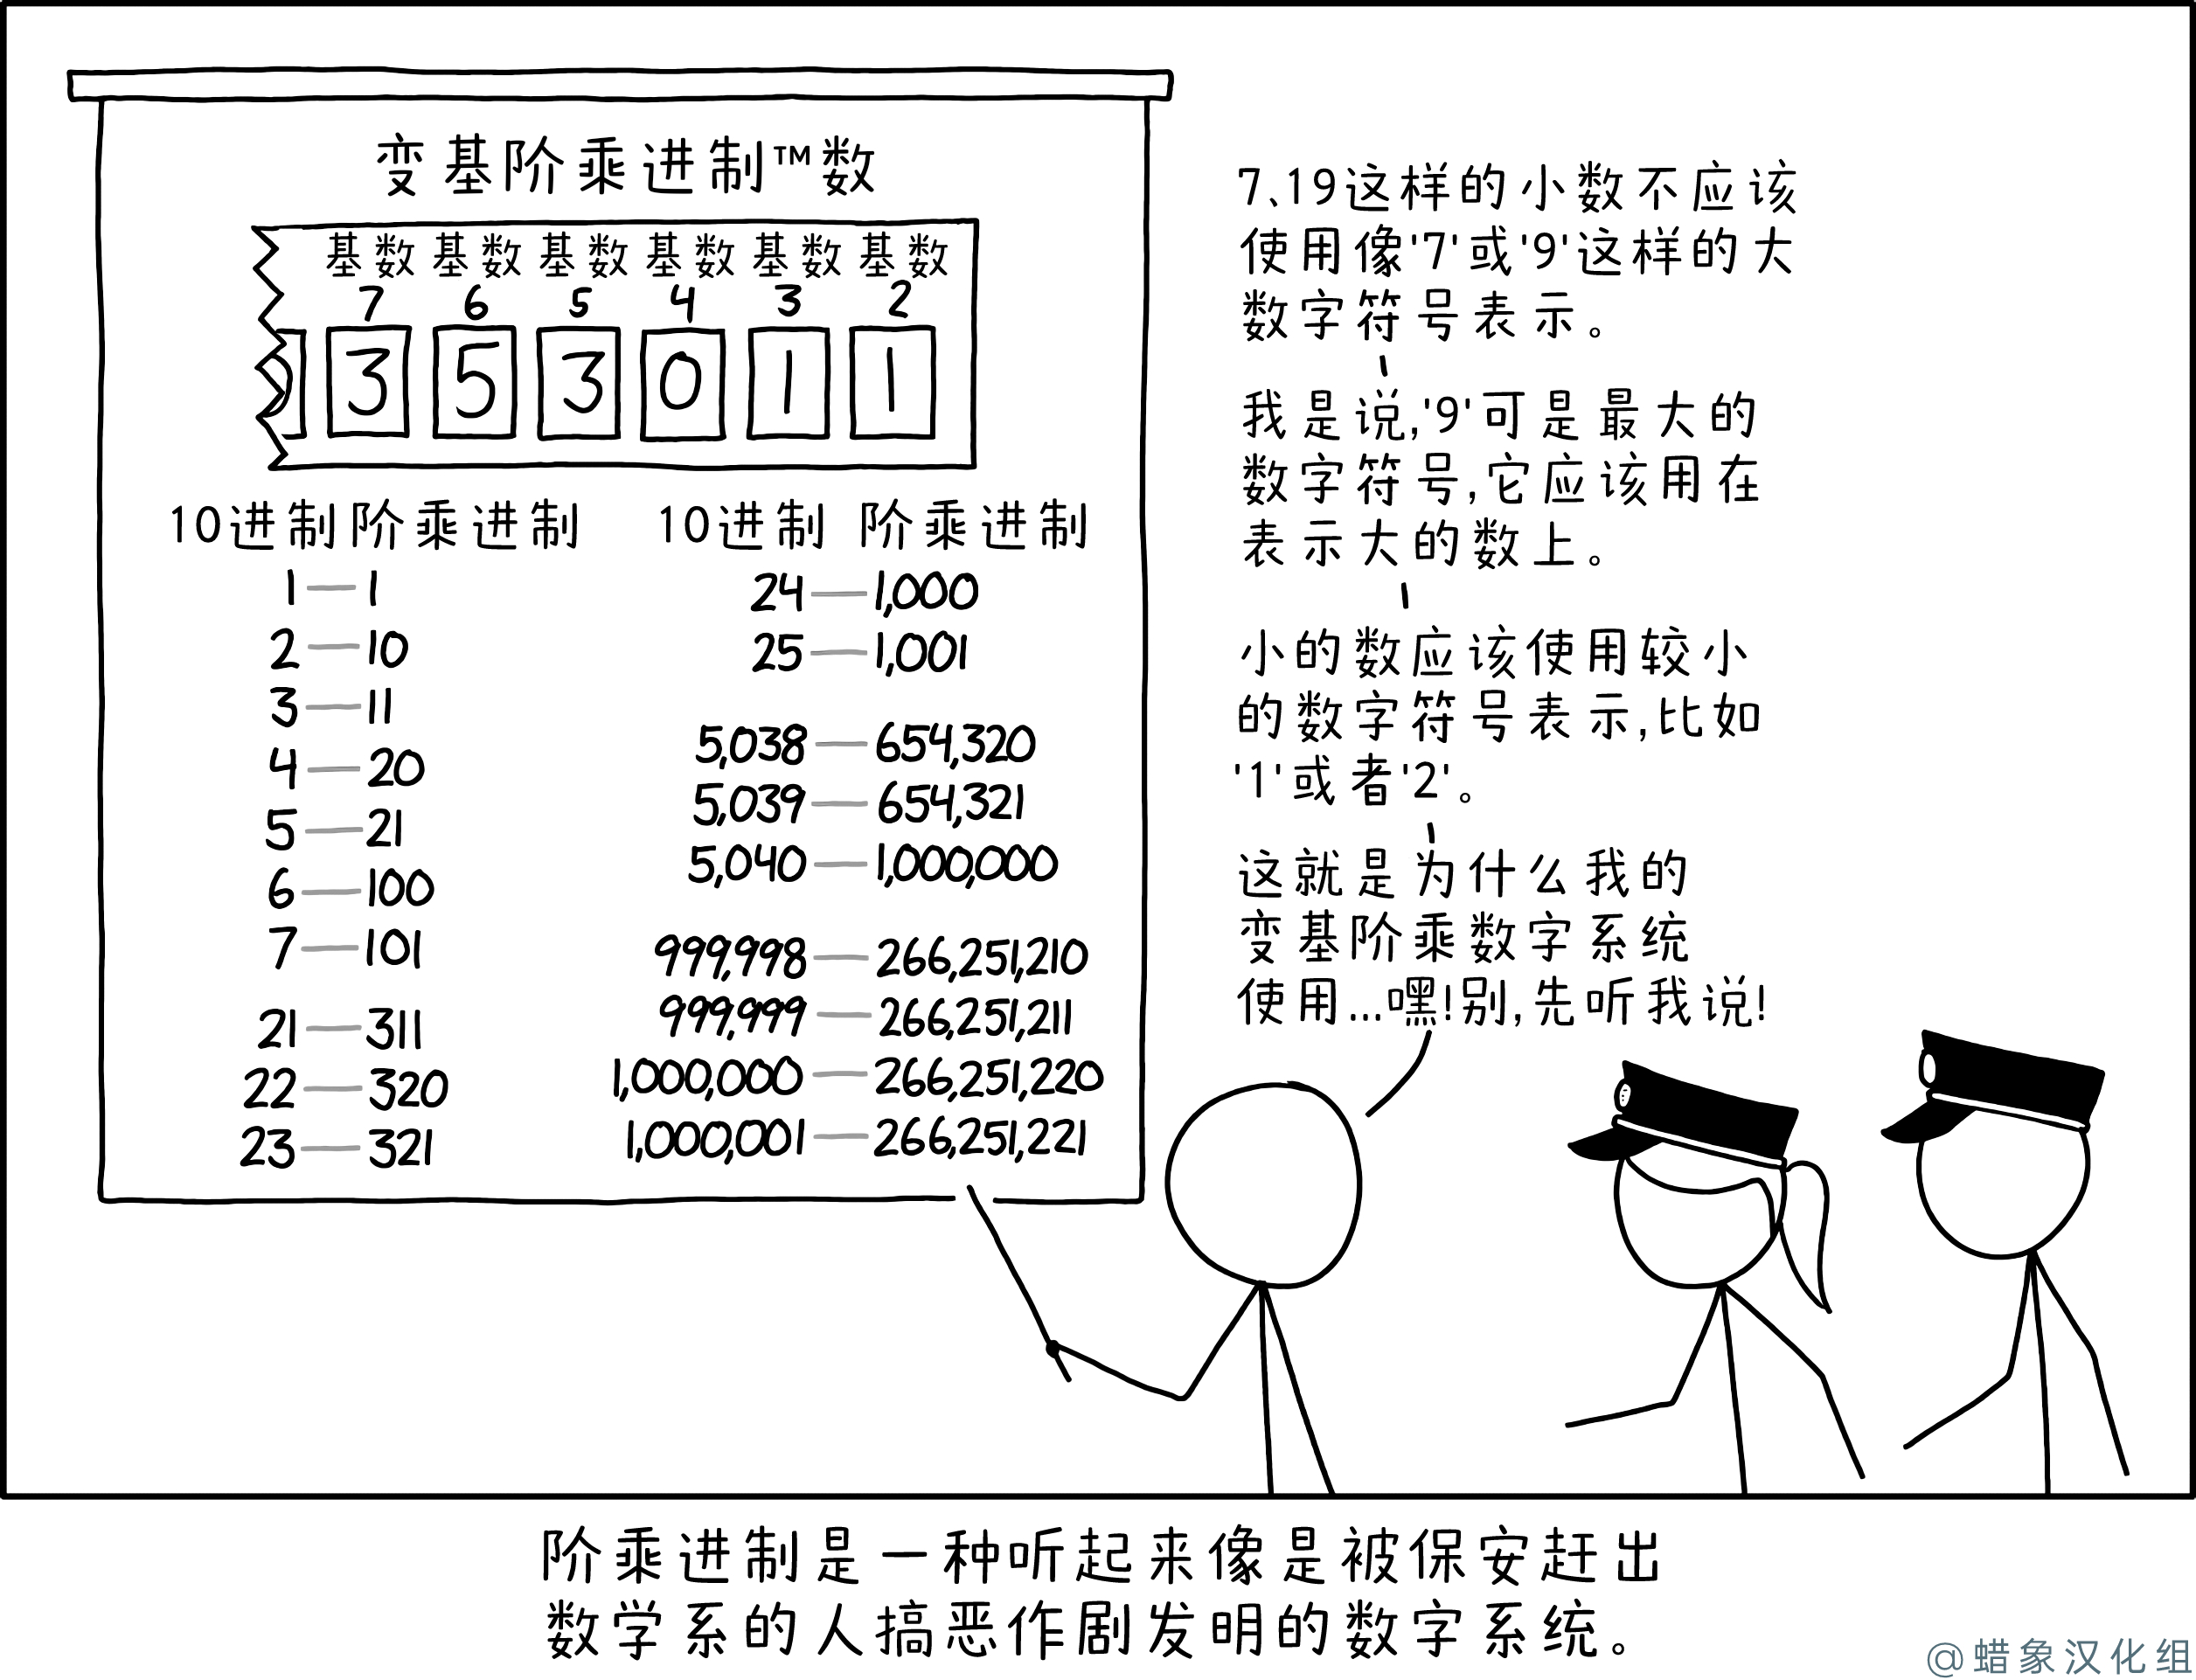 变基阶乘进制™数
基数 基数 基数 基数 基数 基数
7 6 5 4 3 2
3 5 3 0 1 1
10进制 阶乘进制
1 — 1
2 — 10
3 — 11
4 — 20
5 — 21
6 — 100
7 — 101
21 — 311
22 — 320
23 — 321
10进制 阶乘进制
24 — 1,000
25 — 1,001
5,038 — 654,320
5,039 — 654,321
5,040 — 1,000,000
999,998 — 266,251,210
999,999 — 266,251,211
1,000,000 — 266,251,220
1,000,001 — 266,251,221
7、19这样的小数不应该
使用像'7'或'9'这样的大
数字符号表示。
我是说,'9'可是最大的
数字符号,它应该用在
表示大的数上。
小的数应该使用较小
的数字符号表示,比如
'1'或者'2'。
这就是为什么我的
变基阶乘数字系统
使用...嘿!别,先听我说!
阶乘进制是一种听起来像是被保安赶出
数学系的人搞恶作剧发明的数字系统。
@蜡象汉化组